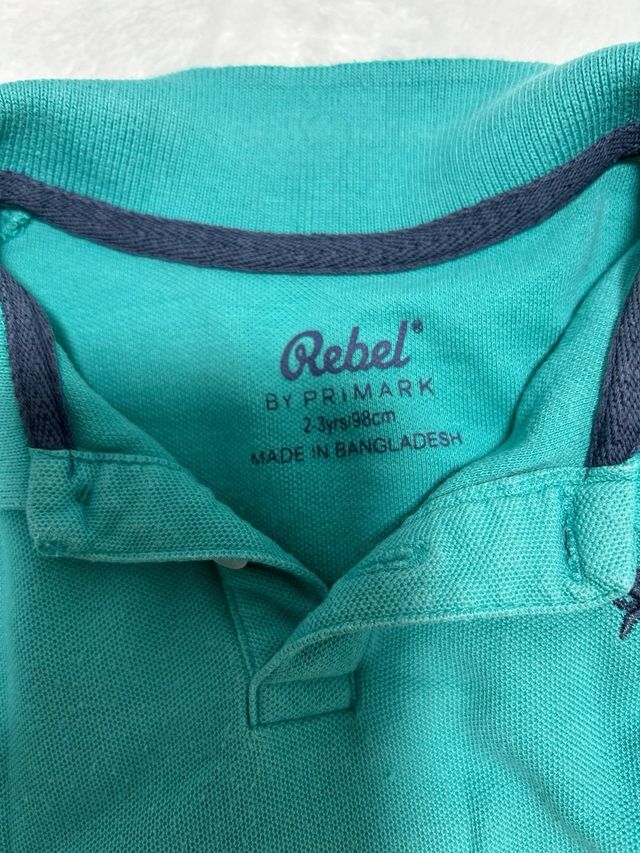 Rebel®
BY PRIMARK
2-3yrs/98cm
MADE IN BANGLADESH